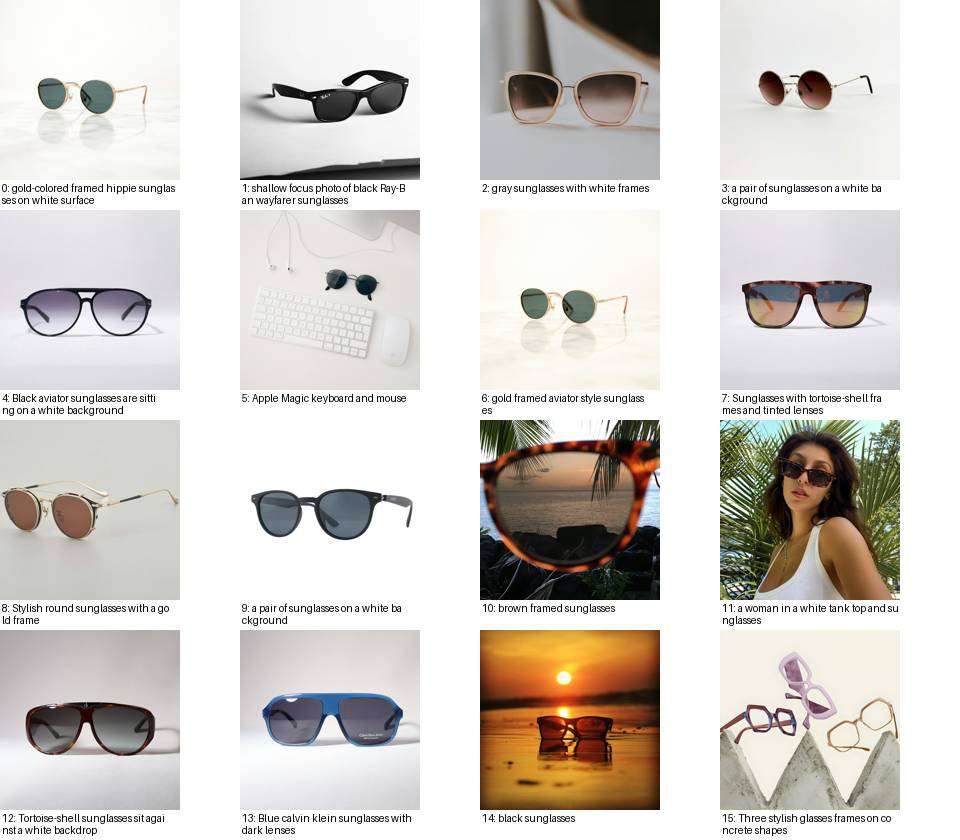 0: gold-colored framed hippie sunglas
ses on white surface
1: shallow focus photo of black Ray-B
an wayfarer sunglasses
2: gray sunglasses with white frames
3: a pair of sunglasses on a white ba
ckground
4: Black aviator sunglasses are sitti
ng on a white background
5: Apple Magic keyboard and mouse
6: gold framed aviator style sunglass
es
7: Sunglasses with tortoise-shell fra
mes and tinted lenses
8: Stylish round sunglasses with a go
ld frame
9: a pair of sunglasses on a white ba
ckground
10: brown framed sunglasses
11: a woman in a white tank top and su
nglasses
12: Tortoise-shell sunglasses sit agai
nst a white backdrop
13: Blue calvin klein sunglasses with
dark lenses
14: black sunglasses
15: Three stylish glasses frames on co
ncrete shapes